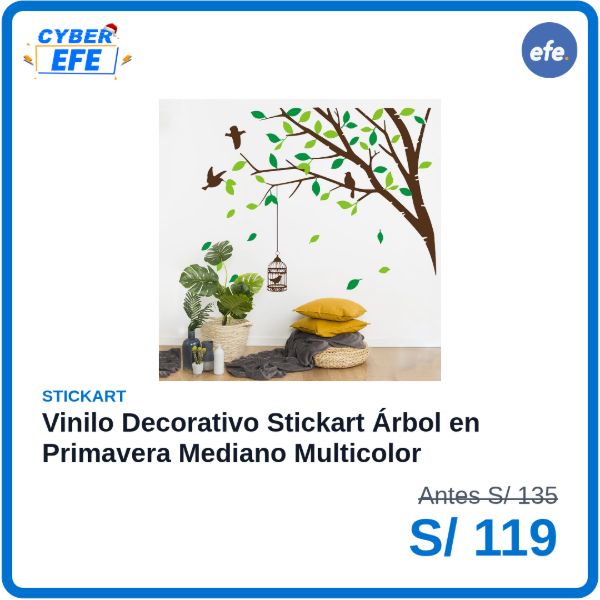 CYBER
EFE
efe.
STICKART
Vinilo Decorativo Stickart Árbol en
Primavera Mediano Multicolor
Antes S/ 135
S/ 119